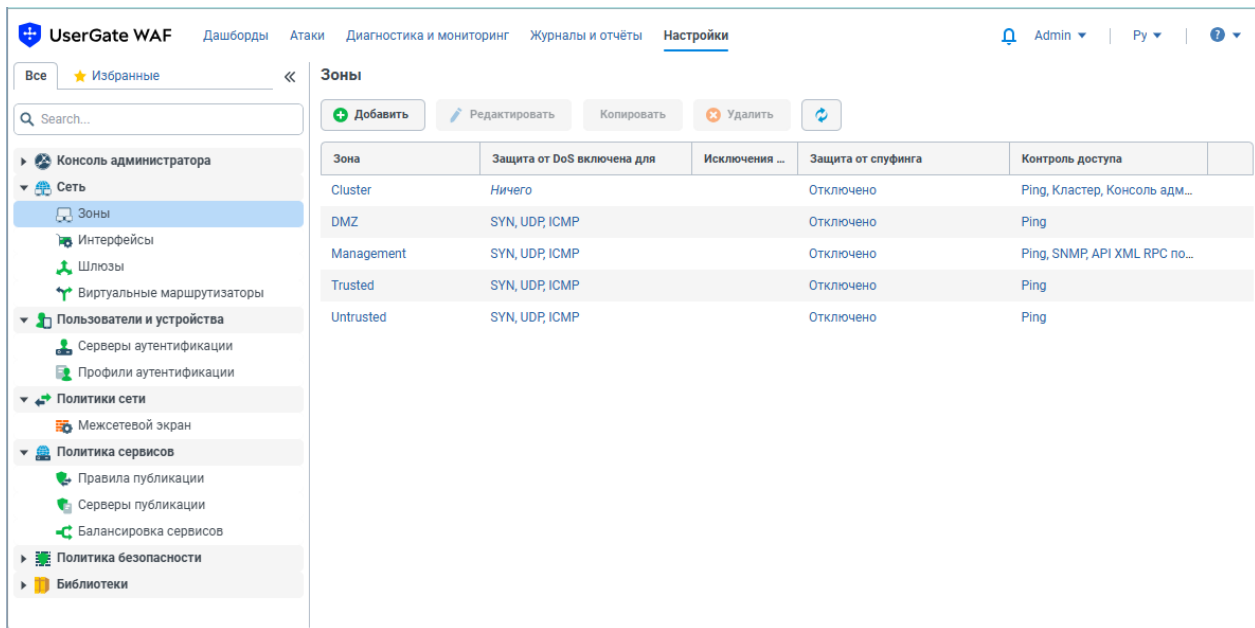 UserGate WAF Дашборды Атаки Диагностика и мониторинг Журналы и отчёты Настройки Admin Ру ?
Все Избранные
Search...
Консоль администратора
Сеть
Зоны
Интерфейсы
Шлюзы
Виртуальные маршрутизаторы
Пользователи и устройства
Серверы аутентификации
Профили аутентификации
Политики сети
Межсетевой экран
Политика сервисов
Правила публикации
Серверы публикации
Балансировка сервисов
Политика безопасности
Библиотеки
Зоны
Добавить Редактировать Копировать Удалить
Зона Защита от DoS включена для Исключения ... Защита от спуфинга Контроль доступа
Cluster Ничего Отключено Ping, Кластер, Консоль адм...
DMZ SYN, UDP, ICMP Отключено Ping
Management SYN, UDP, ICMP Отключено Ping, SNMP, API XML RPC по...
Trusted SYN, UDP, ICMP Отключено Ping
Untrusted SYN, UDP, ICMP Отключено Ping